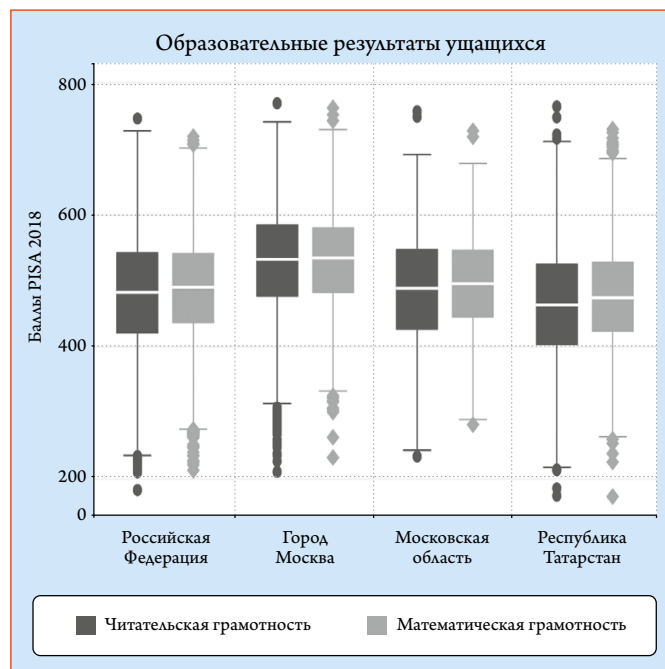 Образовательные результаты ущащихся
Баллы PISA 2018
800
600
400
200
0
Российская
Федерация
Город
Москва
Московская
область
Республика
Татарстан
Читательская грамотность
Математическая грамотность